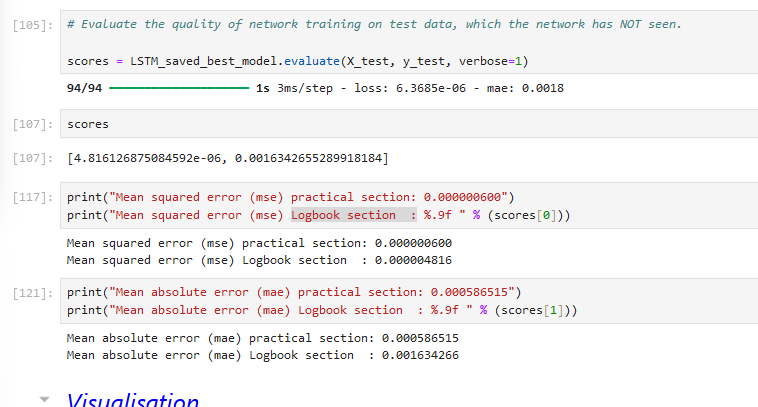 [105]: # Evaluate the quality of network training on test data, which the network has NOT seen.
scores = LSTM_saved_best_model.evaluate(X_test, y_test, verbose=1)
94/94 ━━━━━━━━━━━━━━━━━━━━ 1s 3ms/step - loss: 6.3685e-06 - mae: 0.0018
[107]: scores
[107]: [4.816126875084592e-06, 0.0016342655289918184]
[117]: print("Mean squared error (mse) practical section: 0.000000600")
print("Mean squared error (mse) Logbook section  : %.9f " % (scores[0]))
Mean squared error (mse) practical section: 0.000000600
Mean squared error (mse) Logbook section  : 0.000004816
[121]: print("Mean absolute error (mae) practical section: 0.000586515")
print("Mean absolute error (mae) Logbook section  : %.9f " % (scores[1]))
Mean absolute error (mae) practical section: 0.000586515
Mean absolute error (mae) Logbook section  : 0.001634266
Visualisation